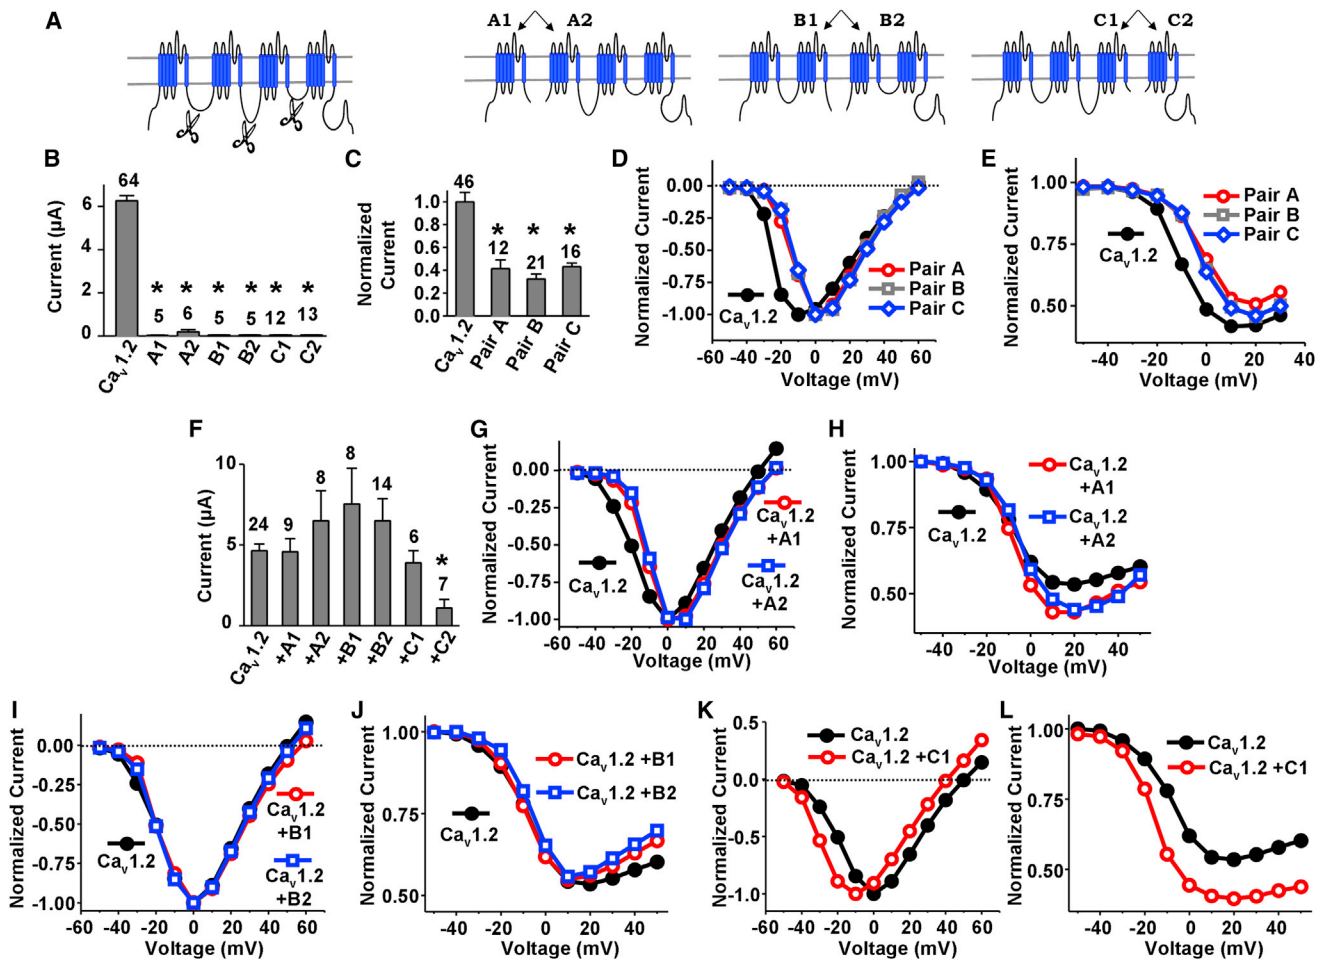 A
A1 A2
B1 B2
C1 C2
B
Current (µA)
6
4
2
0
64
* * * * * *
5 6 5 5 12 13
Cav 1.2 A1 A2 B1 B2 C1 C2
C
Normalized Current
1.0
0.8
0.6
0.4
0.2
0.0
46
* * *
12 21 16
Cav 1.2 Pair A Pair B Pair C
D
Normalized Current
0.00
-0.25
-0.50
-0.75
-1.00
Cav1.2
Pair A
Pair B
Pair C
-60 -40 -20 0 20 40 60
Voltage (mV)
E
Normalized Current
1.00
0.75
0.50
Cav1.2
Pair A
Pair B
Pair C
-40 -20 0 20 30 40
Voltage (mV)
F
Current (µA)
10
5
0
24 9 8 8 14 6 * 7
Cav 1.2 +A1 +A2 +B1 +B2 +C1 +C2
G
Normalized Current
0.00
-0.25
-0.50
-0.75
-1.00
Cav1.2
Cav1.2 +A1
Cav1.2 +A2
-60 -40 -20 0 20 40 60
Voltage (mV)
H
Normalized Current
1.00
0.75
0.50
Cav1.2
Cav1.2 +A1
Cav1.2 +A2
-40 -20 0 20 40
Voltage (mV)
I
Normalized Current
0.00
-0.25
-0.50
-0.75
-1.00
Cav1.2
Cav1.2 +B1
Cav1.2 +B2
-60 -40 -20 0 20 40 60
Voltage (mV)
J
Normalized Current
1.00
0.75
0.50
Cav1.2 +B1
Cav1.2 +B2
Cav1.2
-40 -20 0 20 40
Voltage (mV)
K
Normalized Current
0.5
0.0
-0.5
-1.0
Cav1.2
Cav1.2 +C1
-60 -40 -20 0 20 40 60
Voltage (mV)
L
Normalized Current
1.00
0.75
0.50
Cav1.2
Cav1.2 +C1
-40 -20 0 20 40
Voltage (mV)